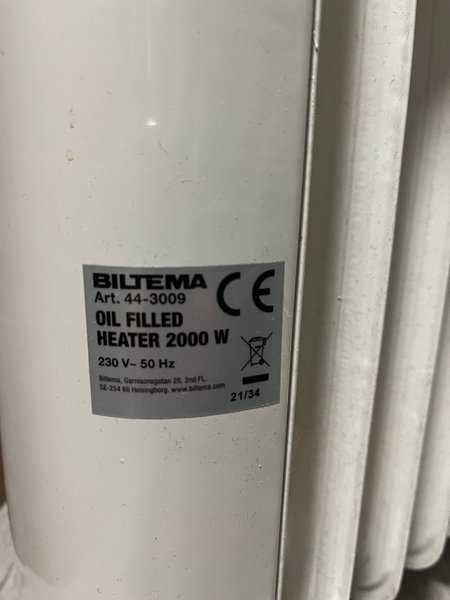 BILTEMA
Art. 44-3009
CE
OIL FILLED
HEATER 2000 W
230 V~ 50 Hz
Biltema, Garnisonsgatan 26, 2nd FL,
SE-254 66 Helsingborg. www.biltema.com
21/34